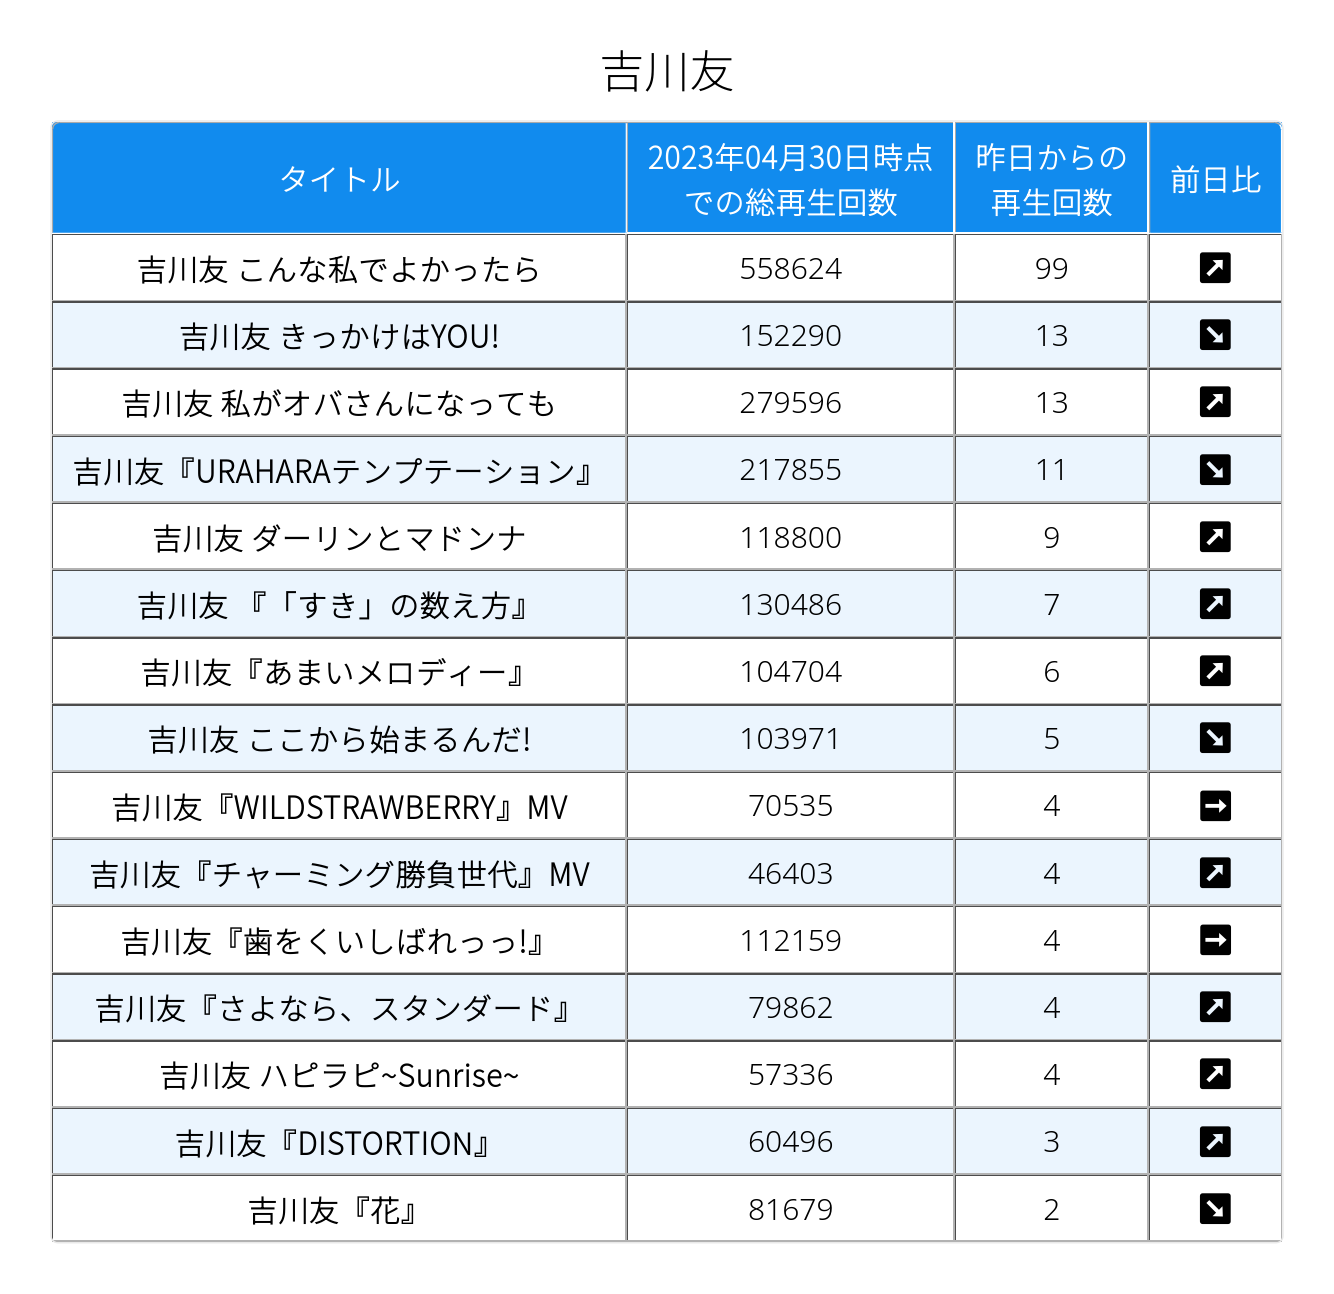 吉川友
タイトル 2023年04月30日時点 での総再生回数 昨日からの 再生回数 前日比
吉川友 こんな私でよかったら 558624 99
吉川友 きっかけはYOU! 152290 13
吉川友 私がオバさんになっても 279596 13
吉川友『URAHARAテンプテーション』 217855 11
吉川友 ダーリンとマドンナ 118800 9
吉川友 『「すき」の数え方』 130486 7
吉川友『あまいメロディー』 104704 6
吉川友 ここから始まるんだ! 103971 5
吉川友『WILDSTRAWBERRY』MV 70535 4
吉川友『チャーミング勝負世代』MV 46403 4
吉川友『歯をくいしばれっっ!』 112159 4
吉川友『さよなら、スタンダード』 79862 4
吉川友 ハピラピ~Sunrise~ 57336 4
吉川友『DISTORTION』 60496 3
吉川友『花』 81679 2